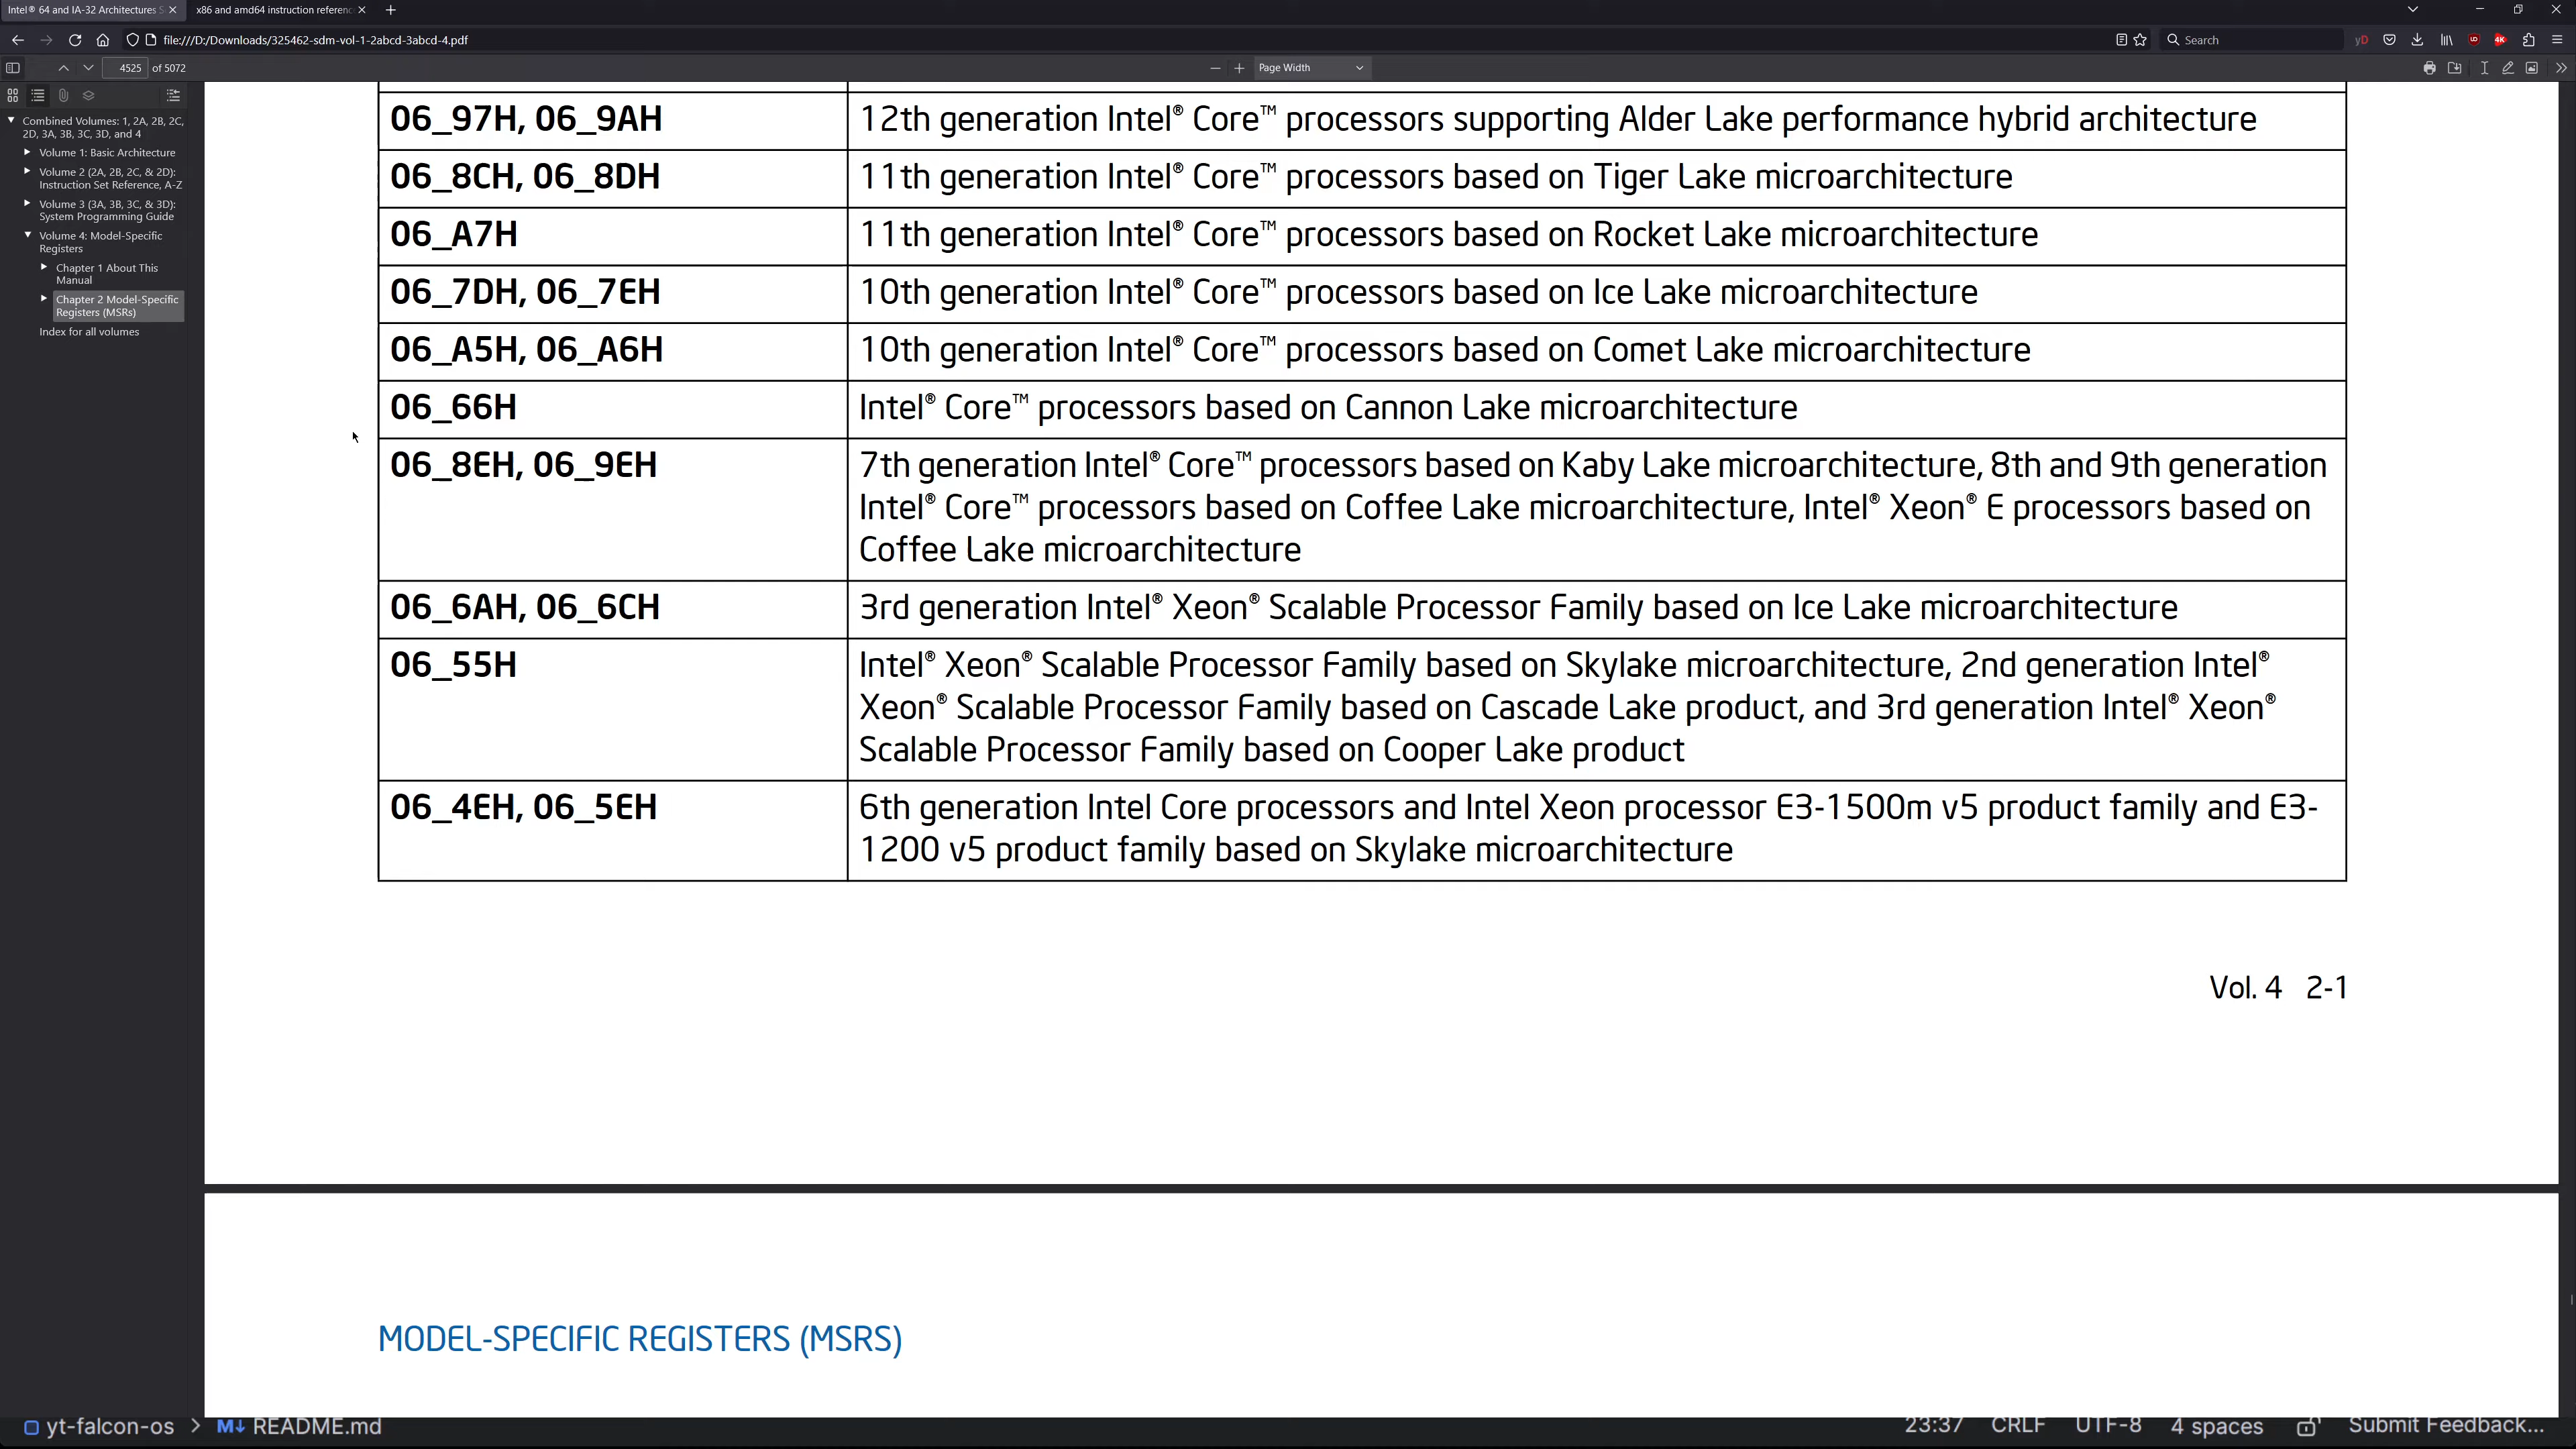 Intel® 64 and IA-32 Architectures S
x86 and amd64 instruction referenc
file:///D:/Downloads/325462-sdm-vol-1-2abcd-3abcd-4.pdf
Search
yD
4K
4525 of 5072
Page Width
Combined Volumes: 1, 2A, 2B, 2C,
2D, 3A, 3B, 3C, 3D, and 4
Volume 1: Basic Architecture
Volume 2 (2A, 2B, 2C, & 2D):
Instruction Set Reference, A-Z
Volume 3 (3A, 3B, 3C, & 3D):
System Programming Guide
Volume 4: Model-Specific
Registers
Chapter 1 About This
Manual
Chapter 2 Model-Specific
Registers (MSRs)
Index for all volumes
06_97H, 06_9AH
12th generation Intel® Core™ processors supporting Alder Lake performance hybrid architecture
06_8CH, 06_8DH
11th generation Intel® Core™ processors based on Tiger Lake microarchitecture
06_A7H
11th generation Intel® Core™ processors based on Rocket Lake microarchitecture
06_7DH, 06_7EH
10th generation Intel® Core™ processors based on Ice Lake microarchitecture
06_A5H, 06_A6H
10th generation Intel® Core™ processors based on Comet Lake microarchitecture
06_66H
Intel® Core™ processors based on Cannon Lake microarchitecture
06_8EH, 06_9EH
7th generation Intel® Core™ processors based on Kaby Lake microarchitecture, 8th and 9th generation
Intel® Core™ processors based on Coffee Lake microarchitecture, Intel® Xeon® E processors based on
Coffee Lake microarchitecture
06_6AH, 06_6CH
3rd generation Intel® Xeon® Scalable Processor Family based on Ice Lake microarchitecture
06_55H
Intel® Xeon® Scalable Processor Family based on Skylake microarchitecture, 2nd generation Intel®
Xeon® Scalable Processor Family based on Cascade Lake product, and 3rd generation Intel® Xeon®
Scalable Processor Family based on Cooper Lake product
06_4EH, 06_5EH
6th generation Intel Core processors and Intel Xeon processor E3-1500m v5 product family and E3-
1200 v5 product family based on Skylake microarchitecture
Vol. 4 2-1
MODEL-SPECIFIC REGISTERS (MSRS)
yt-falcon-os > M↓ README.md
23:37 CRLF UTF-8 4 spaces Submit Feedback...